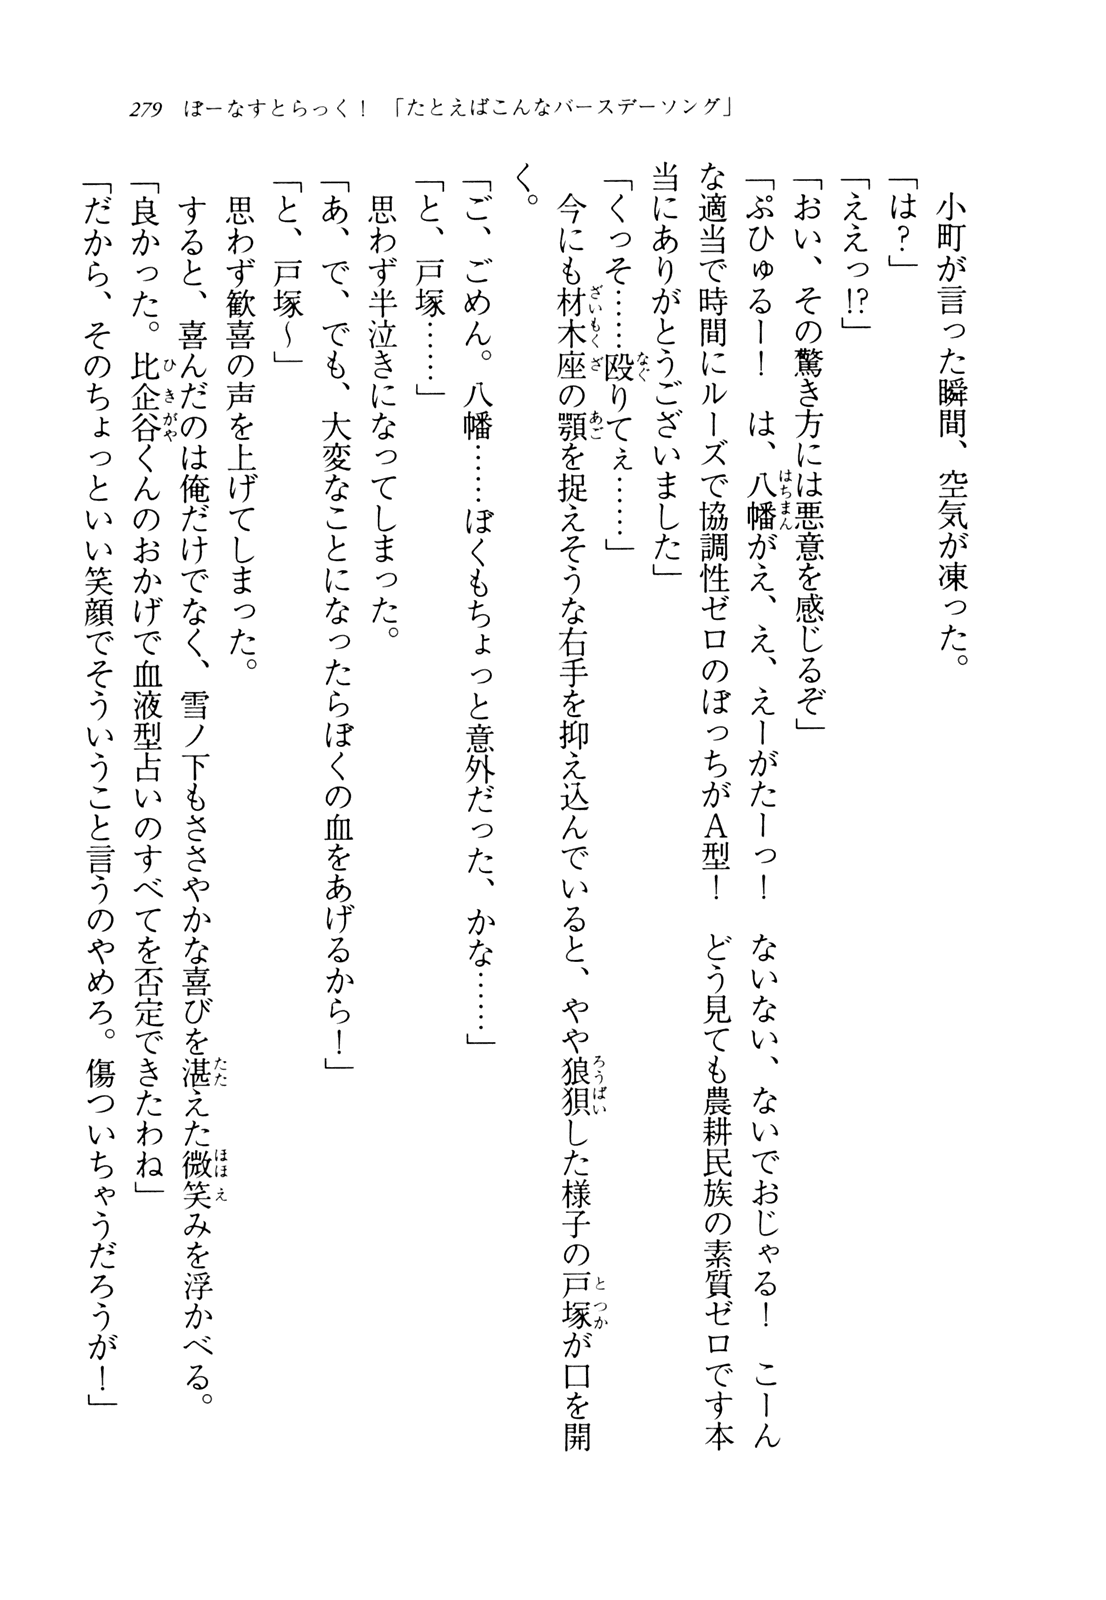 279 ぼーなすとらっく！ 「たとえばこんなバースデーソング」
小町が言った瞬間、空気が凍った。
「は？」
「ええっ!?」
「おい、その驚き方には悪意を感じるぞ」
「ぷひゅるー！　は、八幡がえ、え、えーがたーっ！　ないない、ないでおじゃる！　こーん
な適当で時間にルーズで協調性ゼロのぼっちがＡ型！　どう見ても農耕民族の素質ゼロです本
当にありがとうございました」
「くっそ……殴りてぇ……」
今にも材木座の顎を捉えそうな右手を抑え込んでいると、やや狼狽した様子の戸塚が口を開
く。
「ご、ごめん。八幡……ぼくもちょっと意外だった、かな……」
「と、戸塚……」
思わず半泣きになってしまった。
「あ、で、でも、大変なことになったらぼくの血をあげるから！」
「と、戸塚〜」
思わず歓喜の声を上げてしまった。
すると、喜んだのは俺だけでなく、雪ノ下もささやかな喜びを湛えた微笑みを浮かべる。
「良かった。比企谷くんのおかげで血液型占いのすべてを否定できたわね」
「だから、そのちょっといい笑顔でそういうこと言うのやめろ。傷ついちゃうだろうが！」